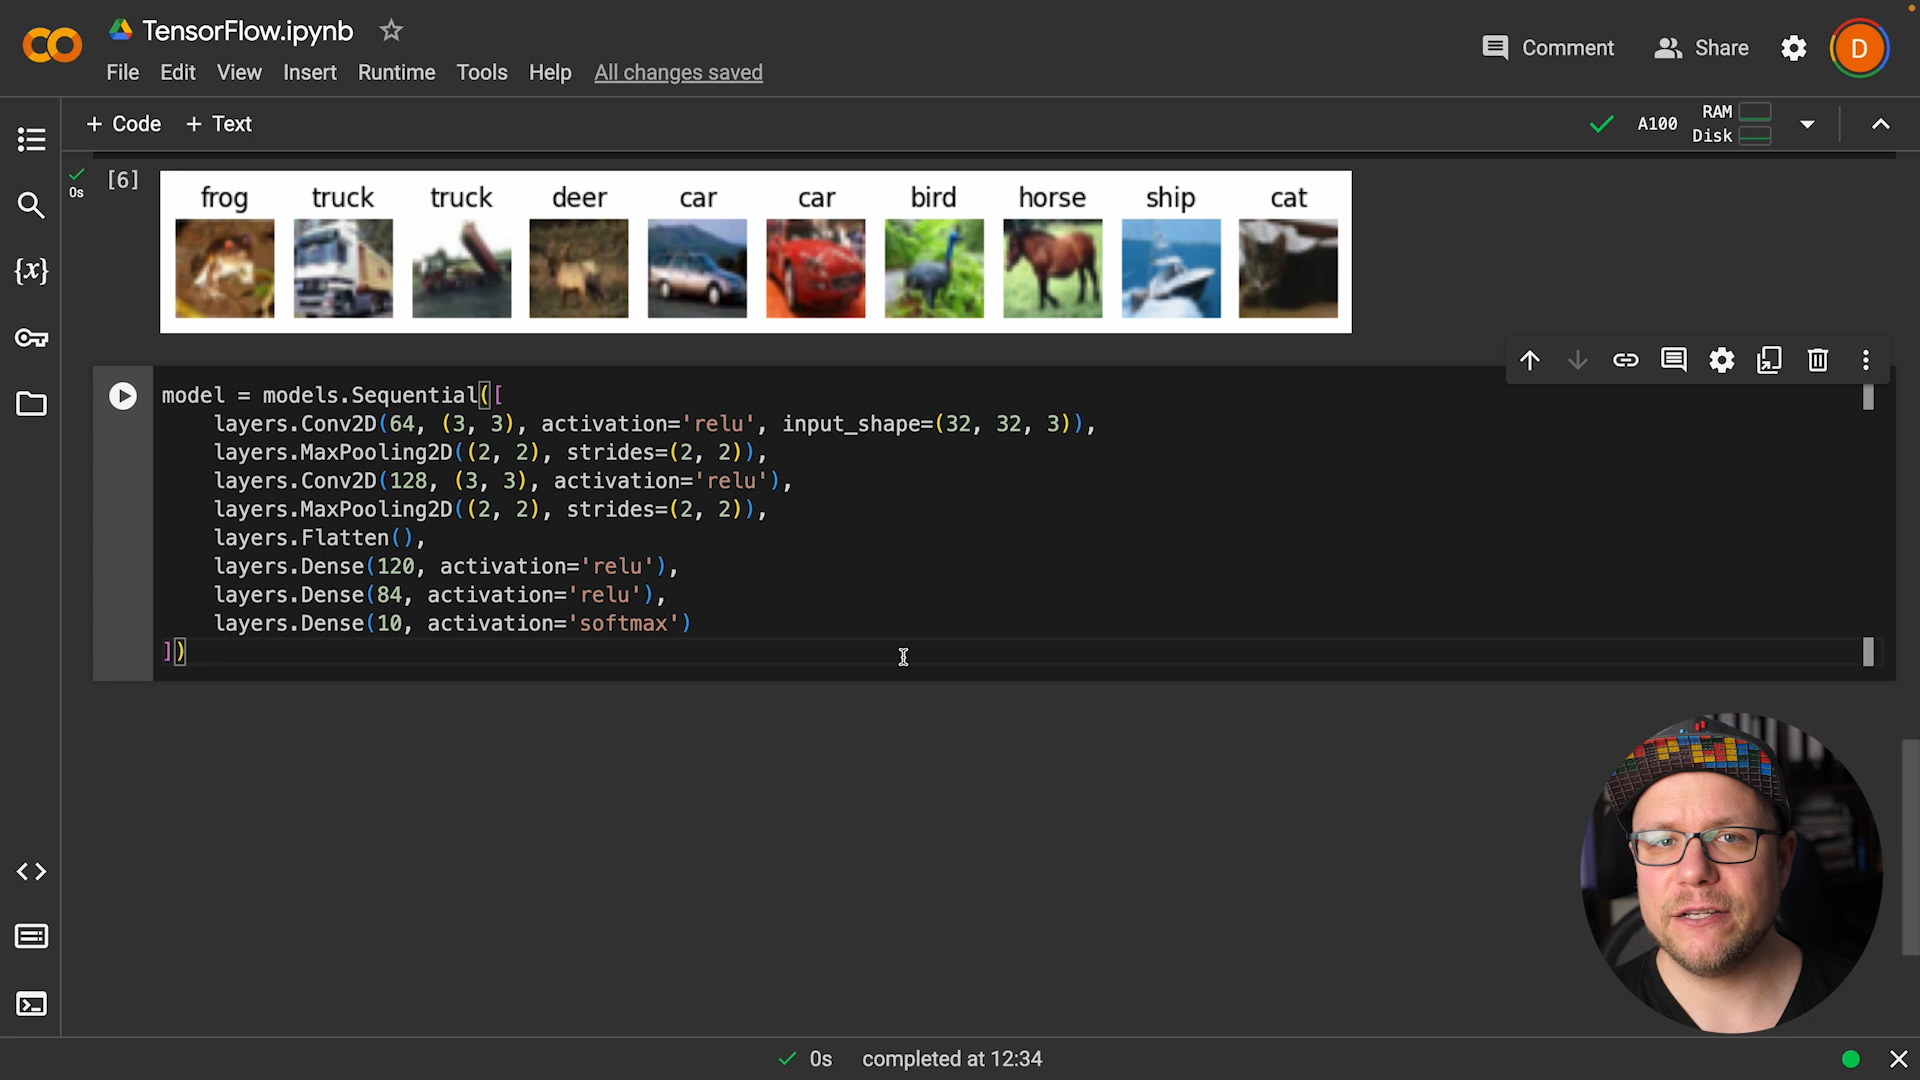 TensorFlow.ipynb
Comment
Share
D
File Edit View Insert Runtime Tools Help All changes saved
+ Code + Text
A100
RAM
Disk
{x}
0s
[6]
frog truck truck deer car car bird horse ship cat
model = models.Sequential([
    layers.Conv2D(64, (3, 3), activation='relu', input_shape=(32, 32, 3)),
    layers.MaxPooling2D((2, 2), strides=(2, 2)),
    layers.Conv2D(128, (3, 3), activation='relu'),
    layers.MaxPooling2D((2, 2), strides=(2, 2)),
    layers.Flatten(),
    layers.Dense(120, activation='relu'),
    layers.Dense(84, activation='relu'),
    layers.Dense(10, activation='softmax')
])
0s completed at 12:34